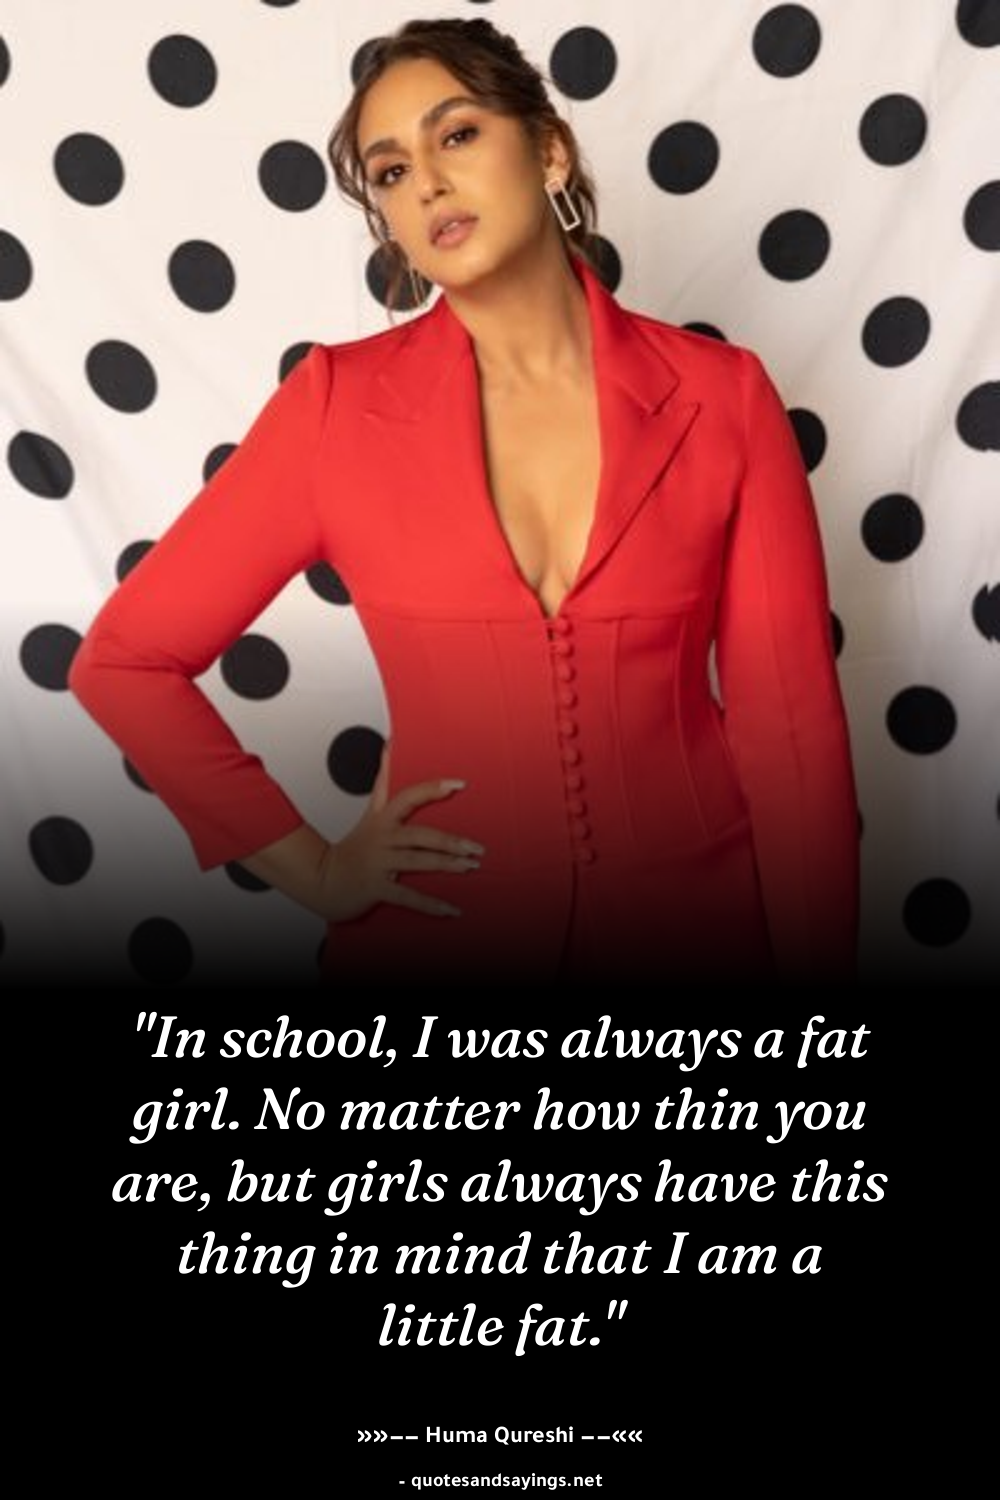 "In school, I was always a fat
girl. No matter how thin you
are, but girls always have this
thing in mind that I am a
little fat."
»»−− Huma Qureshi −−««
- quotesandsayings.net